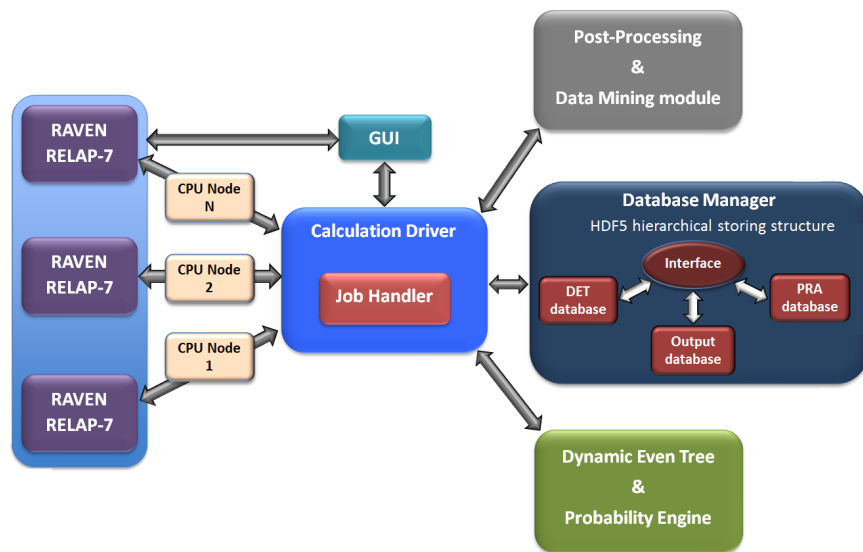 Post-Processing
&
Data Mining module
RAVEN
RELAP-7
GUI
CPU Node
N
Calculation Driver
Job Handler
Database Manager
HDF5 hierarchical storing structure
Interface
DET
database
PRA
database
Output
database
RAVEN
RELAP-7
CPU Node
2
CPU Node
1
RAVEN
RELAP-7
Dynamic Even Tree
&
Probability Engine